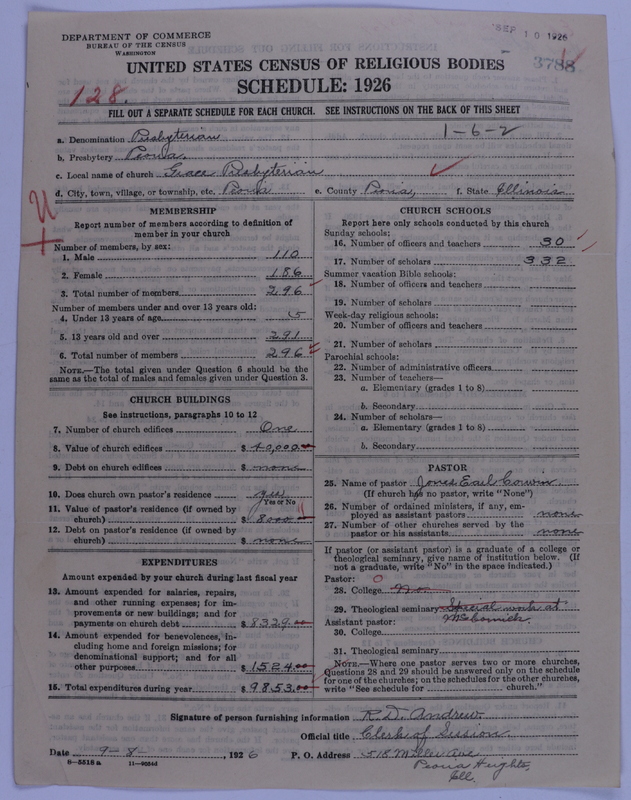 DEPARTMENT OF COMMERCE
BUREAU OF THE CENSUS
WASHINGTON
SEP 10 1926
UNITED STATES CENSUS OF RELIGIOUS BODIES
3788
SCHEDULE: 1926
128.
FILL OUT A SEPARATE SCHEDULE FOR EACH CHURCH. SEE INSTRUCTIONS ON THE BACK OF THIS SHEET
1-6-2
a. Denomination Presbyterian
b. Presbytery Peoria
c. Local name of church Grace Presbyterian
d. City, town, village, or township, etc. Peoria e. County Peoria, f. State Illinois
MEMBERSHIP
Report number of members according to definition of
member in your church
Number of members, by sex:
1. Male 110
2. Female 186
3. Total number of members 296
Number of members under and over 13 years old:
4. Under 13 years of age 5
5. 13 years old and over 291
6. Total number of members 296
NOTE.—The total given under Question 6 should be the
same as the total of males and females given under Question 3.
CHURCH BUILDINGS
See instructions, paragraphs 10 to 12
7. Number of church edifices One
8. Value of church edifices $ 40,000.00
9. Debt on church edifices $ none
10. Does church own pastor's residence yes
Yes or No
11. Value of pastor's residence (if owned by
church) $ 8000
12. Debt on pastor's residence (if owned by
church) $ none
EXPENDITURES
Amount expended by your church during last fiscal year
13. Amount expended for salaries, repairs,
and other running expenses; for im-
provements or new buildings; and for
payments on church debt $ 8329.00
14. Amount expended for benevolences, in-
cluding home and foreign missions; for
denominational support; and for all
other purposes $ 1524.00
15. Total expenditures during year $ 9853.00
CHURCH SCHOOLS
Report here only schools conducted by this church
Sunday schools:
16. Number of officers and teachers 30
17. Number of scholars 332
Summer vacation Bible schools:
18. Number of officers and teachers
19. Number of scholars
Week-day religious schools:
20. Number of officers and teachers
21. Number of scholars
Parochial schools:
22. Number of administrative officers
23. Number of teachers—
a. Elementary (grades 1 to 8)
b. Secondary
24. Number of scholars—
a. Elementary (grades 1 to 8)
b. Secondary
PASTOR
25. Name of pastor Jones Earl Corwin
(If church has no pastor, write "None")
26. Number of ordained ministers, if any, em-
ployed as assistant pastors none
27. Number of other churches served by the
pastor or his assistants none
If pastor (or assistant pastor) is a graduate of a college or
theological seminary, give name of institution below. (If
not a graduate, write "No" in the space indicated.)
Pastor: 0
28. College No
29. Theological seminary Special work at
McCormick
Assistant pastor:
30. College
31. Theological seminary
NOTE.—Where one pastor serves two or more churches,
Questions 28 and 29 should be answered only on the schedule
for one of the churches; on the schedules for the other churches,
write "See schedule for church."
Signature of person furnishing information R. D. Andrew
Official title Clerk of Session
Date 9-8-, 1926 P. O. Address 518 Miller Ave
Peoria Heights,
Ill.
8-5518 a